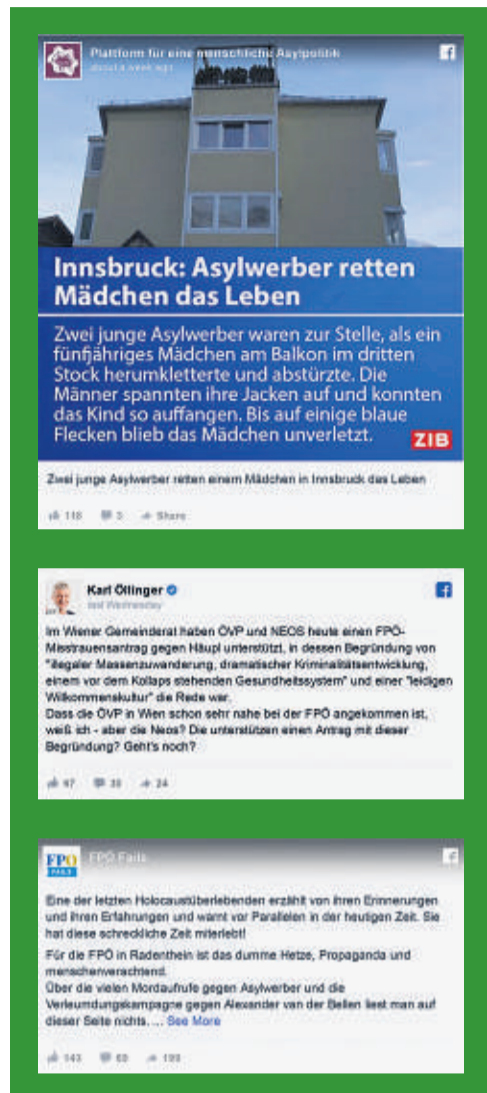 Plattform für eine menschliche Asylpolitik
about a week ago
Innsbruck: Asylwerber retten
Mädchen das Leben
Zwei junge Asylwerber waren zur Stelle, als ein
fünfjähriges Mädchen am Balkon im dritten
Stock herumkletterte und abstürzte. Die
Männer spannten ihre Jacken auf und konnten
das Kind so auffangen. Bis auf einige blaue
Flecken blieb das Mädchen unverletzt.
ZIB
Zwei junge Asylwerber retten einem Mädchen in Innsbruck das Leben
118 3 Share
Karl Öllinger
last Wednesday
Im Wiener Gemeinderat haben ÖVP und NEOS heute einen FPÖ-
Misstrauensantrag gegen Häupl unterstützt, in dessen Begründung von
"illegaler Massenzuwanderung, dramatischer Kriminalitätsentwicklung,
einem vor dem Kollaps stehenden Gesundheitssystem" und einer "leidigen
Willkommenskultur" die Rede war.
Dass die ÖVP in Wien schon sehr nahe bei der FPÖ angekommen ist,
weiß ich - aber die Neos? Die unterstützen einen Antrag mit dieser
Begründung? Geht's noch?
24
FPÖ FAILS
FPÖ Fails
Eine der letzten Holocaustüberlebenden erzählt von ihren Erinnerungen
und ihren Erfahrungen und warnt vor Parallelen in der heutigen Zeit. Sie
hat diese schreckliche Zeit miterlebt!
Für die FPÖ in Radenthein ist das dumme Hetze, Propaganda und
menschenverachtend.
Über die vielen Mordaufrufe gegen Asylwerber und die
Verleumdungskampagne gegen Alexander van der Bellen liest man auf
dieser Seite nichts. ... See More
143